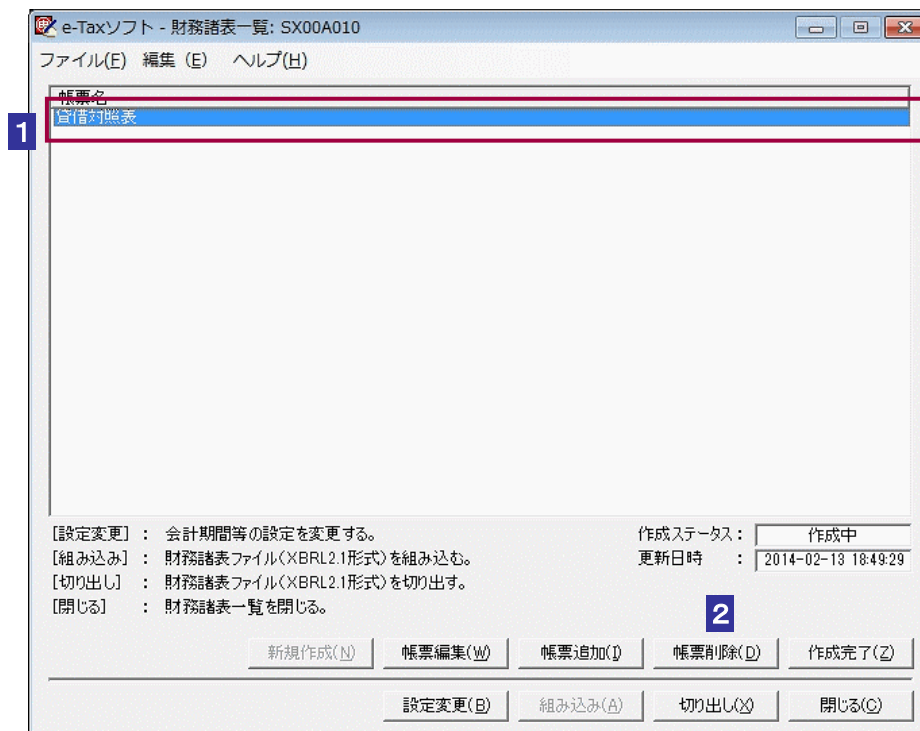 e-Taxソフト - 財務諸表一覧: SX00A010
ファイル(F) 編集(E) ヘルプ(H)
帳票名
1
貸借対照表
[設定変更] : 会計期間等の設定を変更する。
作成ステータス: 作成中
[組み込み] : 財務諸表ファイル(XBRL2.1形式)を組み込む。
更新日時 : 2014-02-13 18:49:29
[切り出し] : 財務諸表ファイル(XBRL2.1形式)を切り出す。
[閉じる] : 財務諸表一覧を閉じる。
2
新規作成(N) 帳票編集(W) 帳票追加(I) 帳票削除(D) 作成完了(Z)
設定変更(B) 組み込み(A) 切り出し(X) 閉じる(C)